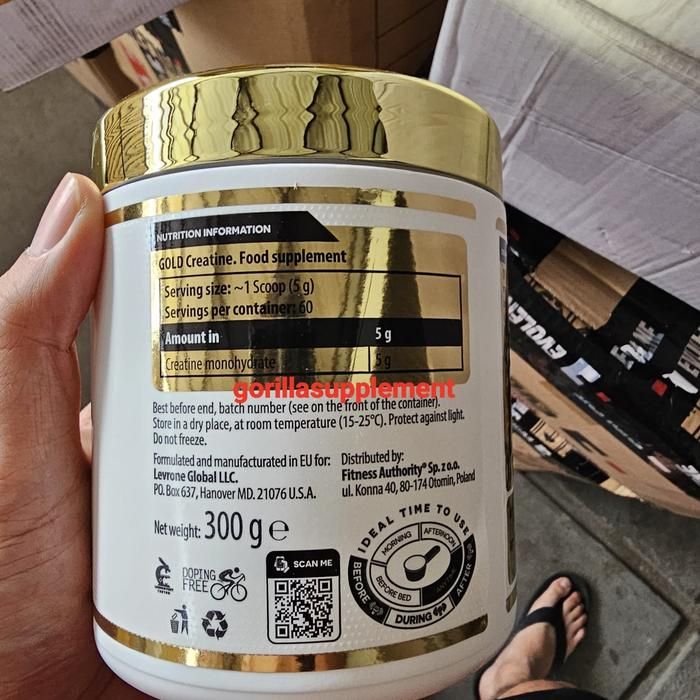 NUTRITION INFORMATION
GOLD Creatine. Food supplement
Serving size: ~1 Scoop (5 g)
Servings per container: 60
Amount in 5 g
Creatine monohydrate 5 g
gorillasupplement
Best before end, batch number (see on the front of the container).
Store in a dry place, at room temperature (15-25°C). Protect against light.
Do not freeze.
Formulated and manufactured in EU for:
Levrone Global LLC.
P.O. Box 637, Hanover MD. 21076 U.S.A.
Distributed by:
Fitness Authority® Sp. z o.o.
ul. Konna 40, 80-174 Otomin, Poland
Net weight: 300 g e
DOPING
FREE
SCAN ME
IDEAL TIME TO USE
MORNING
AFTERNOON
BEFORE BED
BEFORE
DURING
AFTER
EVOLITE